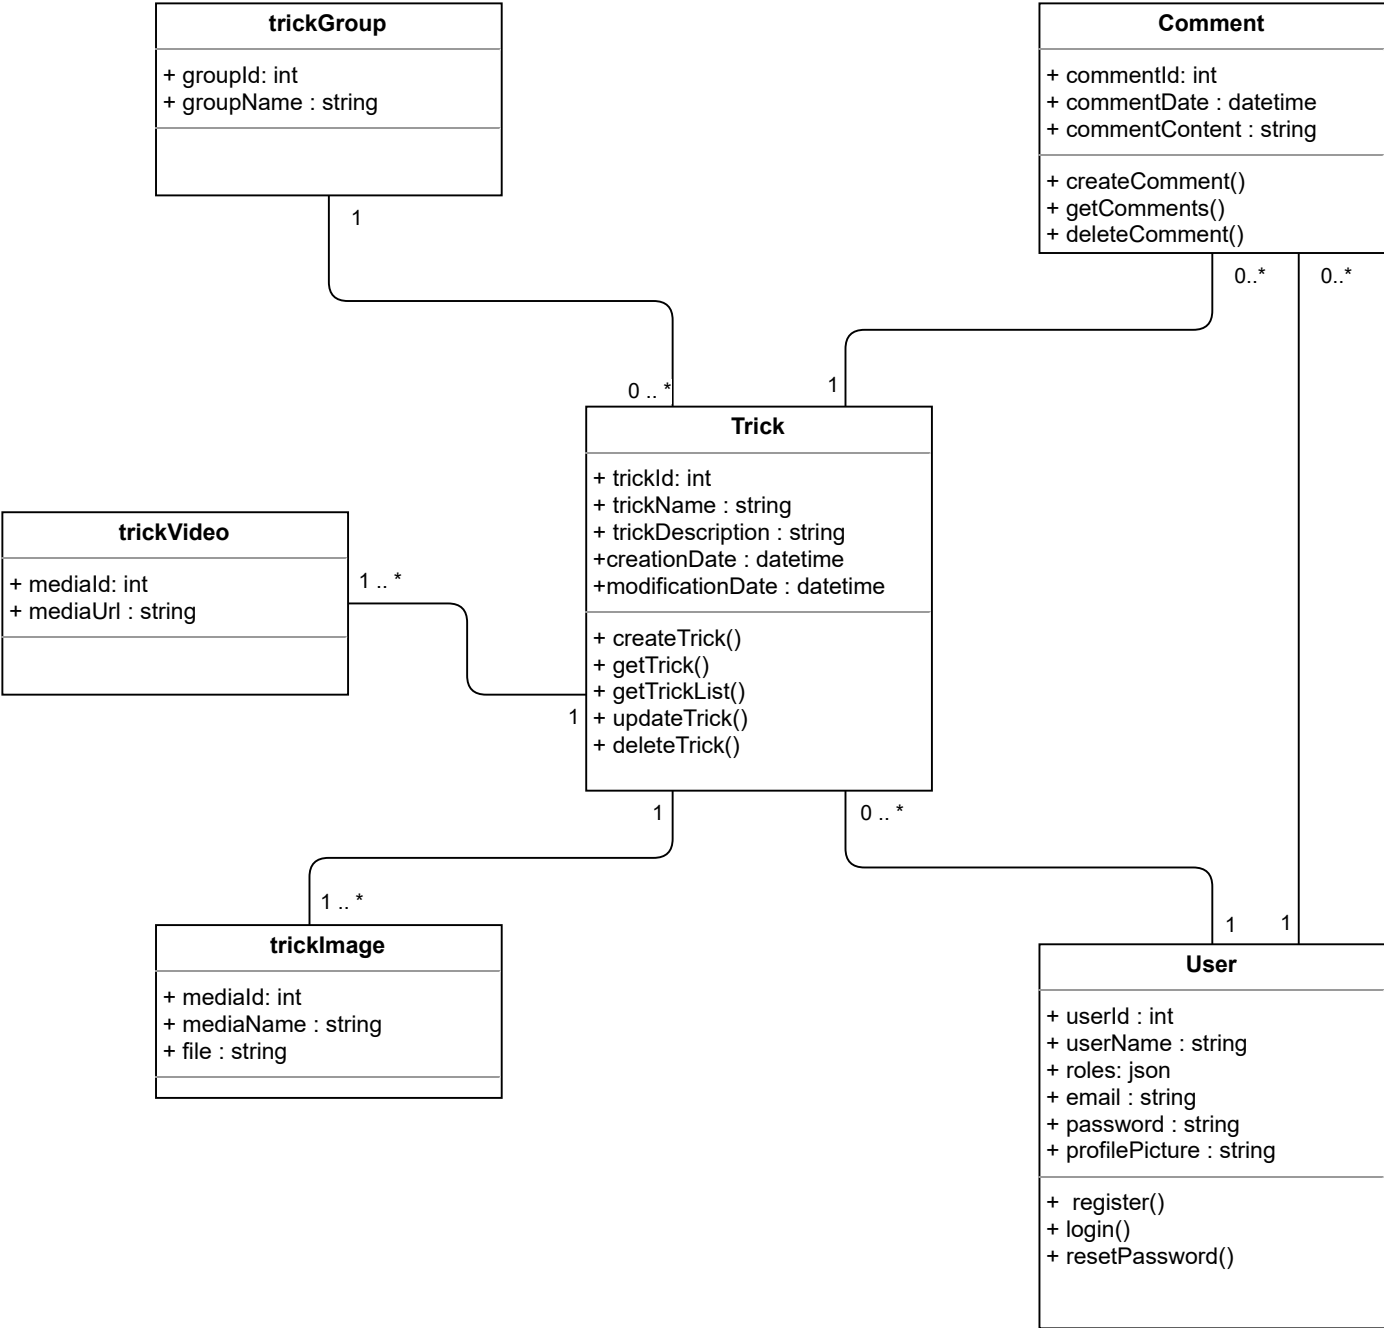 trickGroup
+ groupId: int
+ groupName : string
1
Comment
+ commentId: int
+ commentDate : datetime
+ commentContent : string
+ createComment()
+ getComments()
+ deleteComment()
0..*
0..*
0 .. *
1
Trick
+ trickId: int
+ trickName : string
+ trickDescription : string
+creationDate : datetime
+modificationDate : datetime
+ createTrick()
+ getTrick()
+ getTrickList()
+ updateTrick()
+ deleteTrick()
trickVideo
+ mediaId: int
+ mediaUrl : string
1 .. *
1
1
0 .. *
1 .. *
trickImage
+ mediaId: int
+ mediaName : string
+ file : string
1
1
User
+ userId : int
+ userName : string
+ roles: json
+ email : string
+ password : string
+ profilePicture : string
+  register()
+ login()
+ resetPassword()